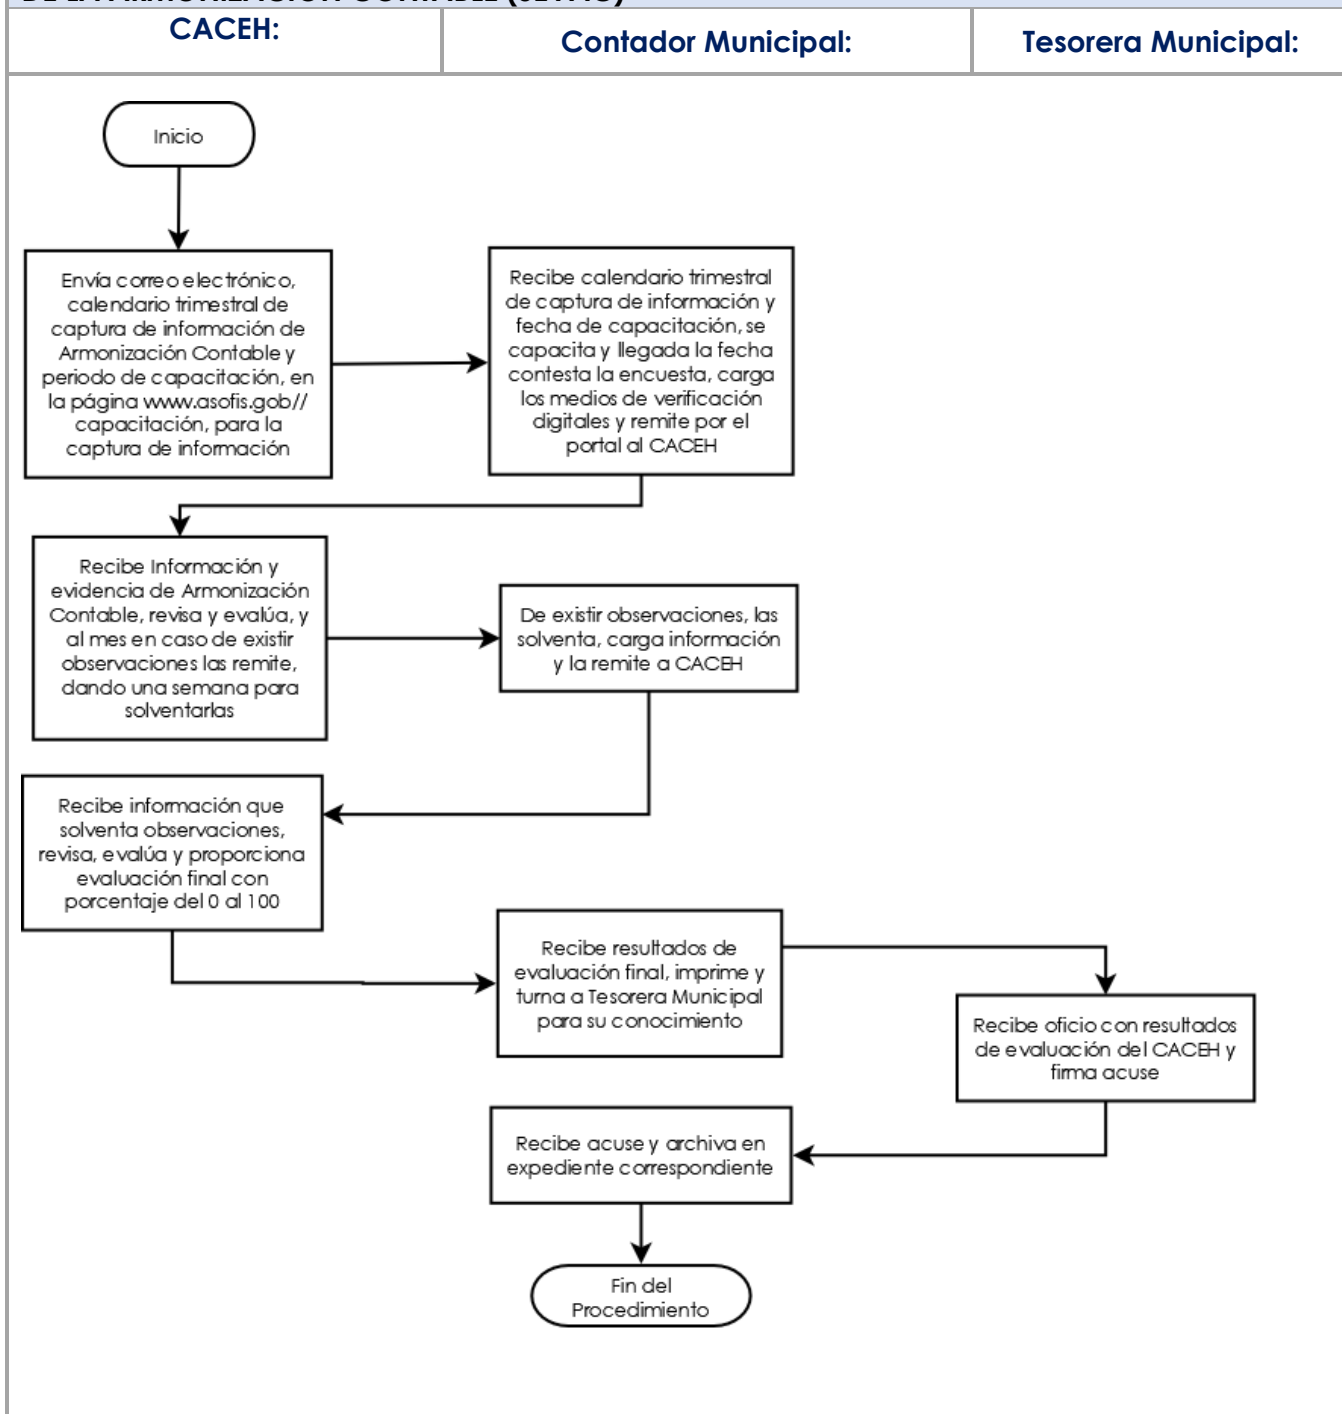 CACEH:
Contador Municipal:
Tesorera Municipal:
Inicio
Envía correo electrónico,
calendario trimestral de
captura de información de
Armonización Contable y
periodo de capacitación, en
la página www.asofis.gob//
capacitación, para la
captura de información
Recibe calendario trimestral
de captura de información y
fecha de capacitación, se
capacita y llegada la fecha
contesta la encuesta, carga
los medios de verificación
digitales y remite por el
portal al CACEH
Recibe Información y
evidencia de Armonización
Contable, revisa y evalúa, y
al mes en caso de existir
observaciones las remite,
dando una semana para
solventarlas
De existir observaciones, las
solventa, carga información
y la remite a CACEH
Recibe información que
solventa observaciones,
revisa, evalúa y proporciona
evaluación final con
porcentaje del 0 al 100
Recibe resultados de
evaluación final, imprime y
turna a Tesorera Municipal
para su conocimiento
Recibe oficio con resultados
de evaluación del CACEH y
firma acuse
Recibe acuse y archiva en
expediente correspondiente
Fin del
Procedimiento